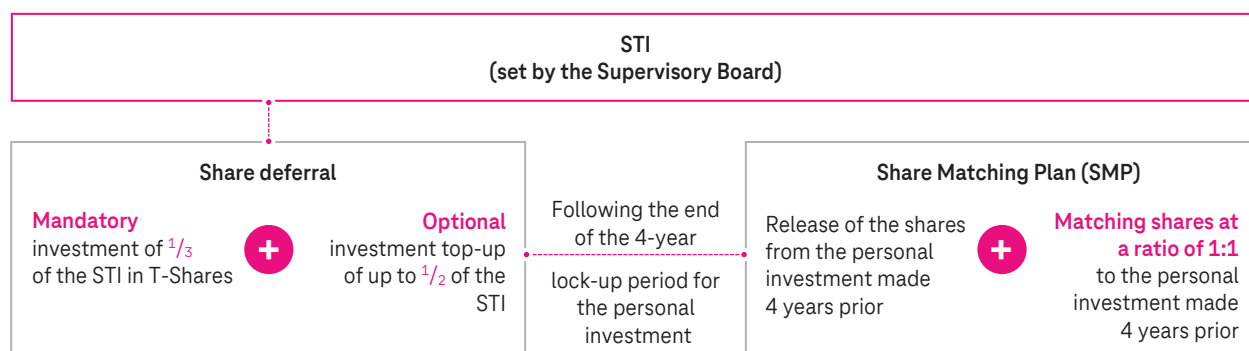 STI
(set by the Supervisory Board)
Share deferral
Mandatory
investment of 1/3
of the STI in T-Shares
+
Optional
investment top-up
of up to 1/2 of the
STI
Following the end
of the 4-year
lock-up period for
the personal
investment
Share Matching Plan (SMP)
Release of the shares
from the personal
investment made
4 years prior
+
Matching shares at
a ratio of 1:1
to the personal
investment made
4 years prior